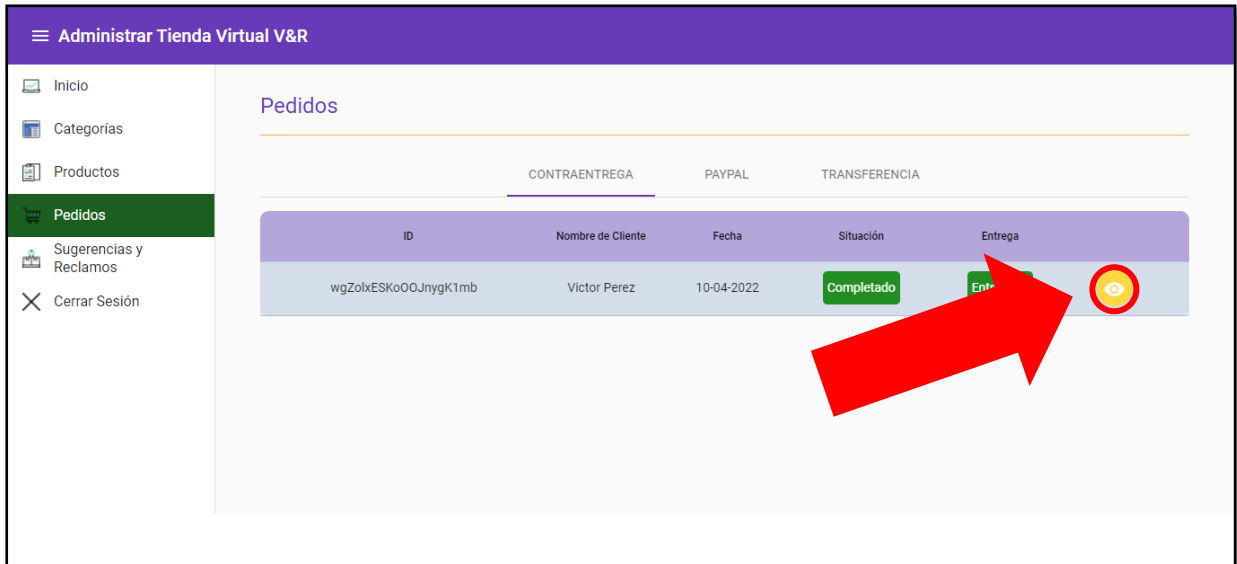 Administrar Tienda Virtual V&R
Inicio
Categorías
Productos
Pedidos
Sugerencias y
Reclamos
Cerrar Sesión
Pedidos
CONTRAENTREGA PAYPAL TRANSFERENCIA
ID Nombre de Cliente Fecha Situación Entrega
wgZolxESKoOOJnygK1mb Victor Perez 10-04-2022 Completado